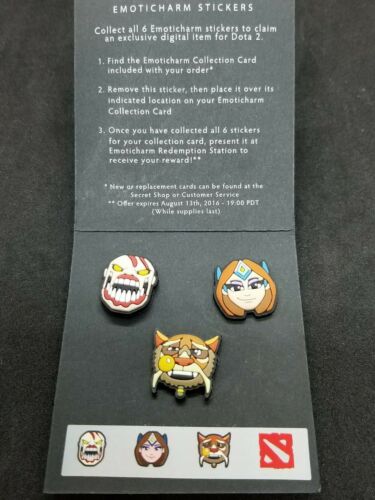 EMOTICHARM STICKERS
Collect all 6 Emoticharm stickers to claim
an exclusive digital item for Dota 2.
1. Find the Emoticharm Collection Card
included with your order*
2. Remove this sticker, then place it over its
indicated location on your Emoticharm
Collection Card
3. Once you have collected all 6 stickers
for your collection card, present it at
Emoticharm Redemption Station to
receive your reward!**
* New or replacement cards can be found at the
Secret Shop or Customer Service
** Offer expires August 13th, 2016 - 19:00 PDT
(While supplies last)